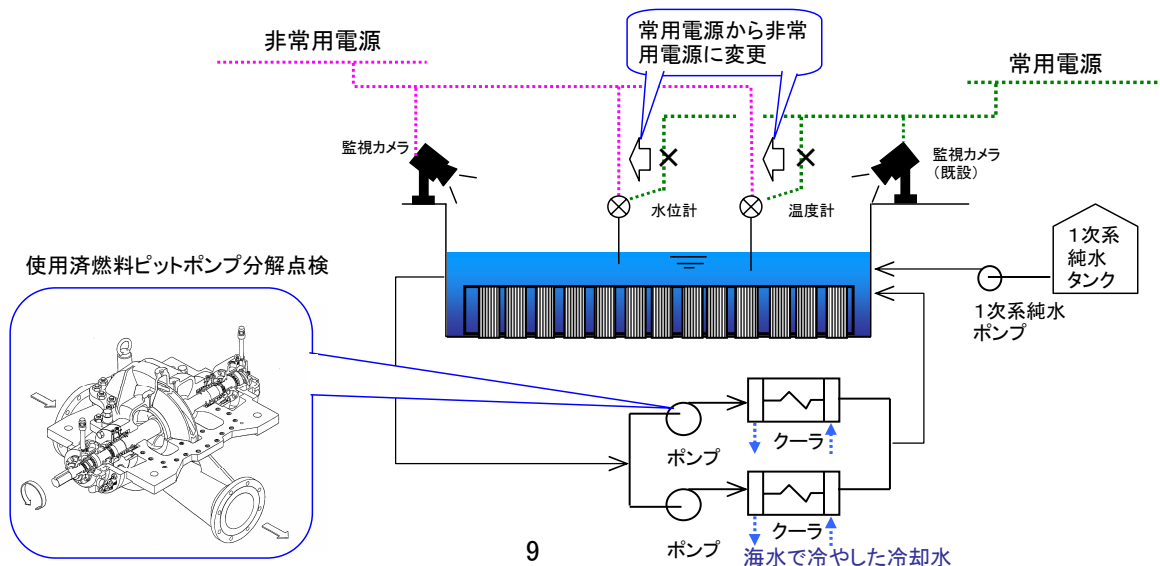 常用電源から非常
用電源に変更
非常用電源
常用電源
監視カメラ
監視カメラ
（既設）
水位計
温度計
１次系
純水
タンク
１次系純水
ポンプ
使用済燃料ピットポンプ分解点検
ポンプ
クーラ
ポンプ
クーラ
海水で冷やした冷却水
9